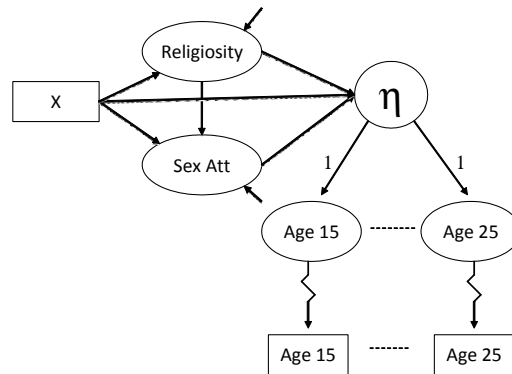 Religiosity
X
η
Sex Att
1
1
Age 15
Age 25
Age 15
Age 25